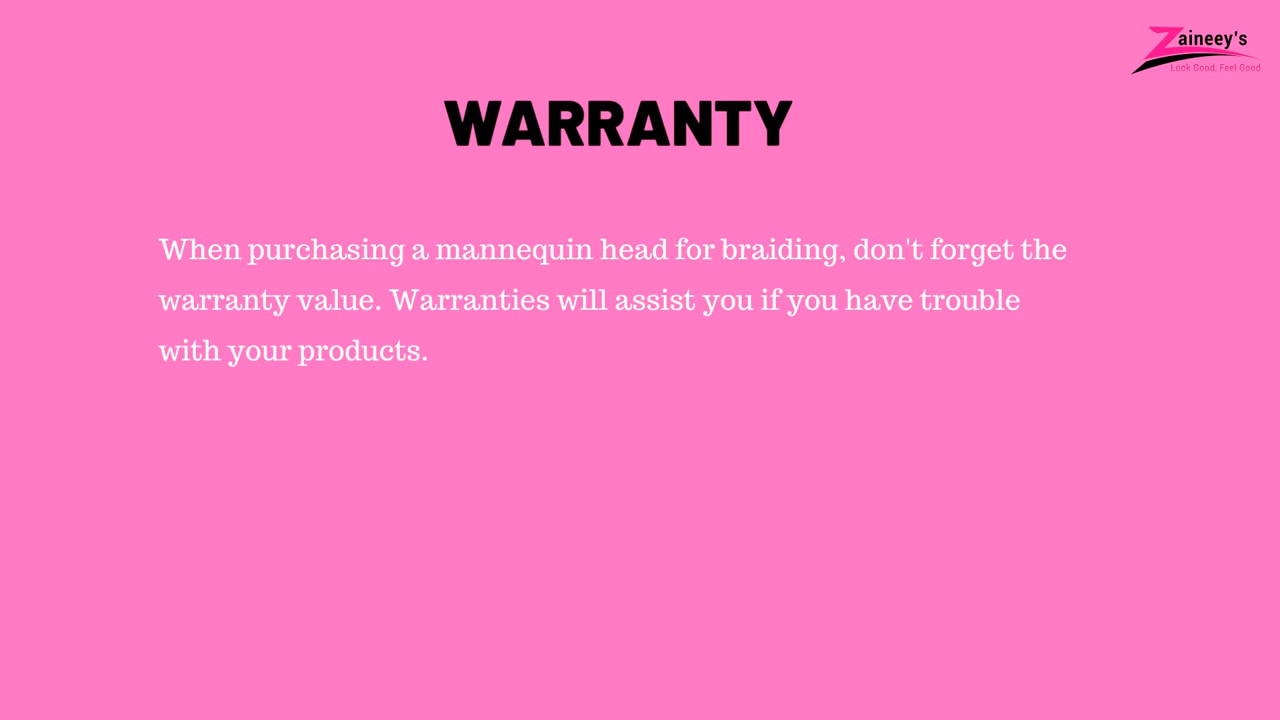 Zaineey's
Look Good, Feel Good
WARRANTY
When purchasing a mannequin head for braiding, don't forget the
warranty value. Warranties will assist you if you have trouble
with your products.